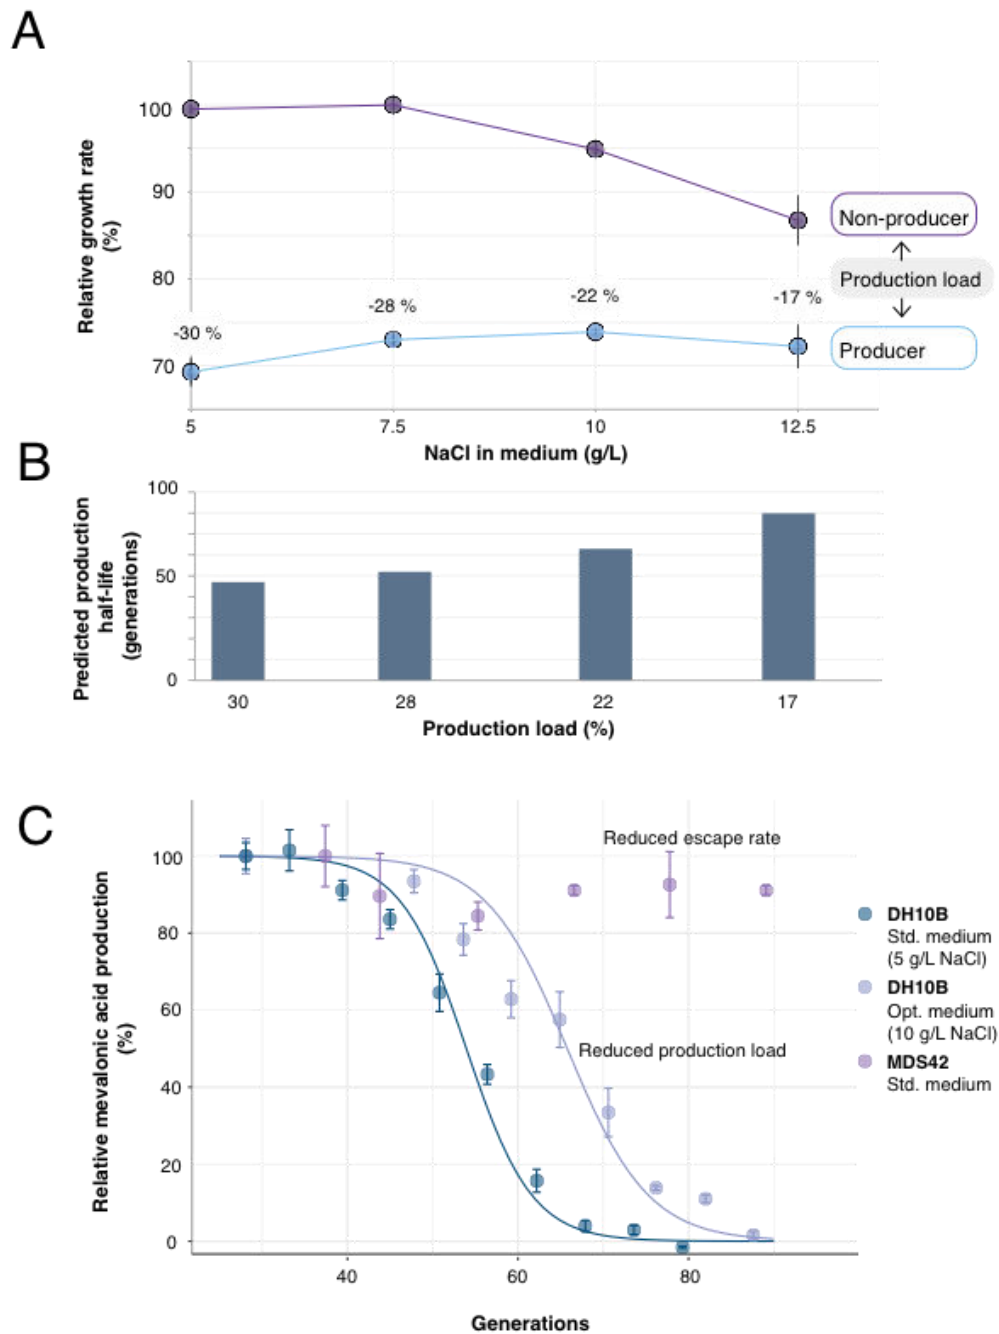 A
Relative growth rate
(%)
100
90
80
70
-30 %
-28 %
-22 %
-17 %
Non-producer
Production load
Producer
5
7.5
10
12.5
NaCl in medium (g/L)
B
Predicted production
half-life
(generations)
100
50
0
30
28
22
17
Production load (%)
C
Relative mevalonic acid production
(%)
100
80
60
40
20
0
Reduced escape rate
Reduced production load
DH10B
Std. medium
(5 g/L NaCl)
DH10B
Opt. medium
(10 g/L NaCl)
MDS42
Std. medium
40
60
80
Generations